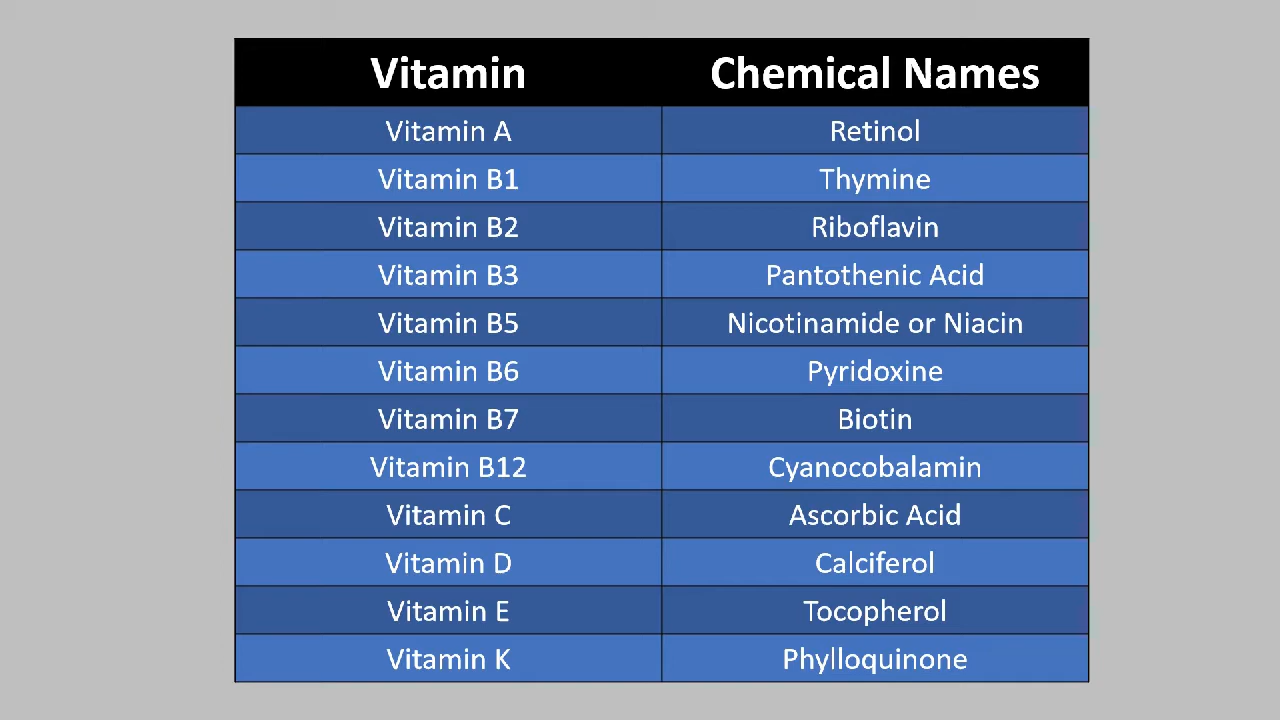 Vitamin Chemical Names
Vitamin A Retinol
Vitamin B1 Thymine
Vitamin B2 Riboflavin
Vitamin B3 Pantothenic Acid
Vitamin B5 Nicotinamide or Niacin
Vitamin B6 Pyridoxine
Vitamin B7 Biotin
Vitamin B12 Cyanocobalamin
Vitamin C Ascorbic Acid
Vitamin D Calciferol
Vitamin E Tocopherol
Vitamin K Phylloquinone